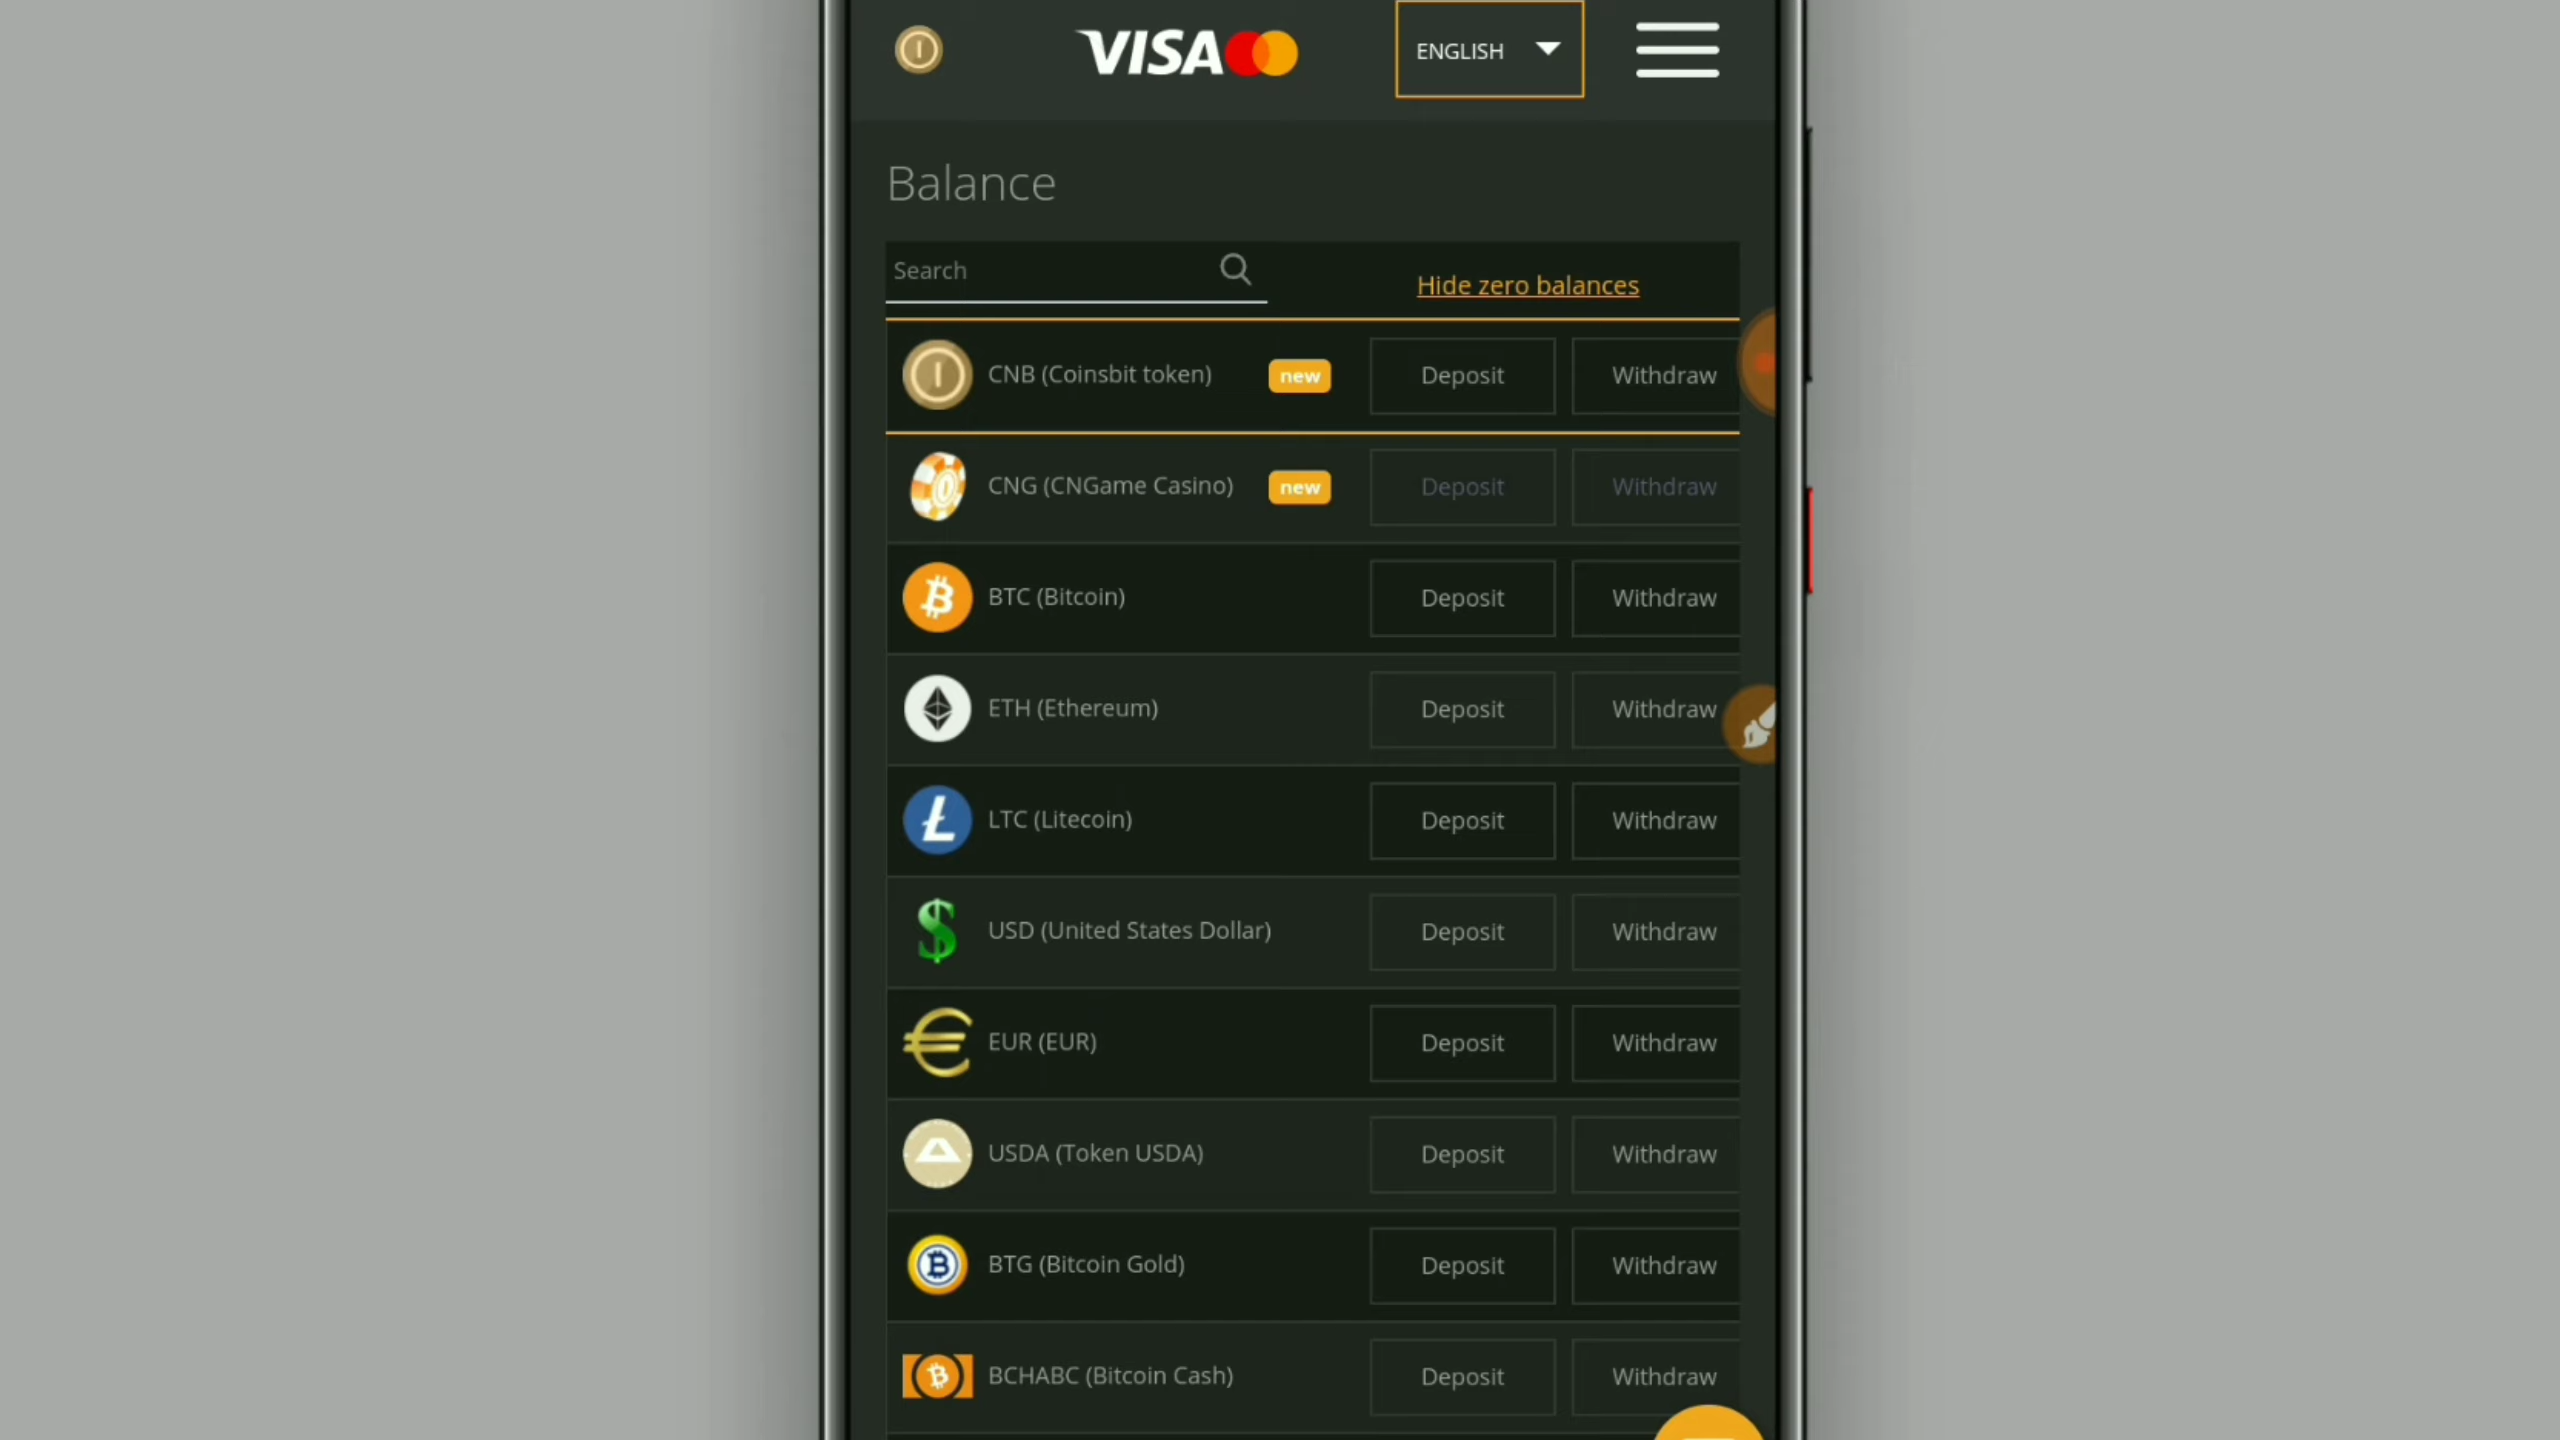 VISA
ENGLISH
Balance
Search
Hide zero balances
CNB (Coinsbit token) new Deposit Withdraw
CNG (CNGame Casino) new Deposit Withdraw
BTC (Bitcoin) Deposit Withdraw
ETH (Ethereum) Deposit Withdraw
LTC (Litecoin) Deposit Withdraw
USD (United States Dollar) Deposit Withdraw
EUR (EUR) Deposit Withdraw
USDA (Token USDA) Deposit Withdraw
BTG (Bitcoin Gold) Deposit Withdraw
BCHABC (Bitcoin Cash) Deposit Withdraw